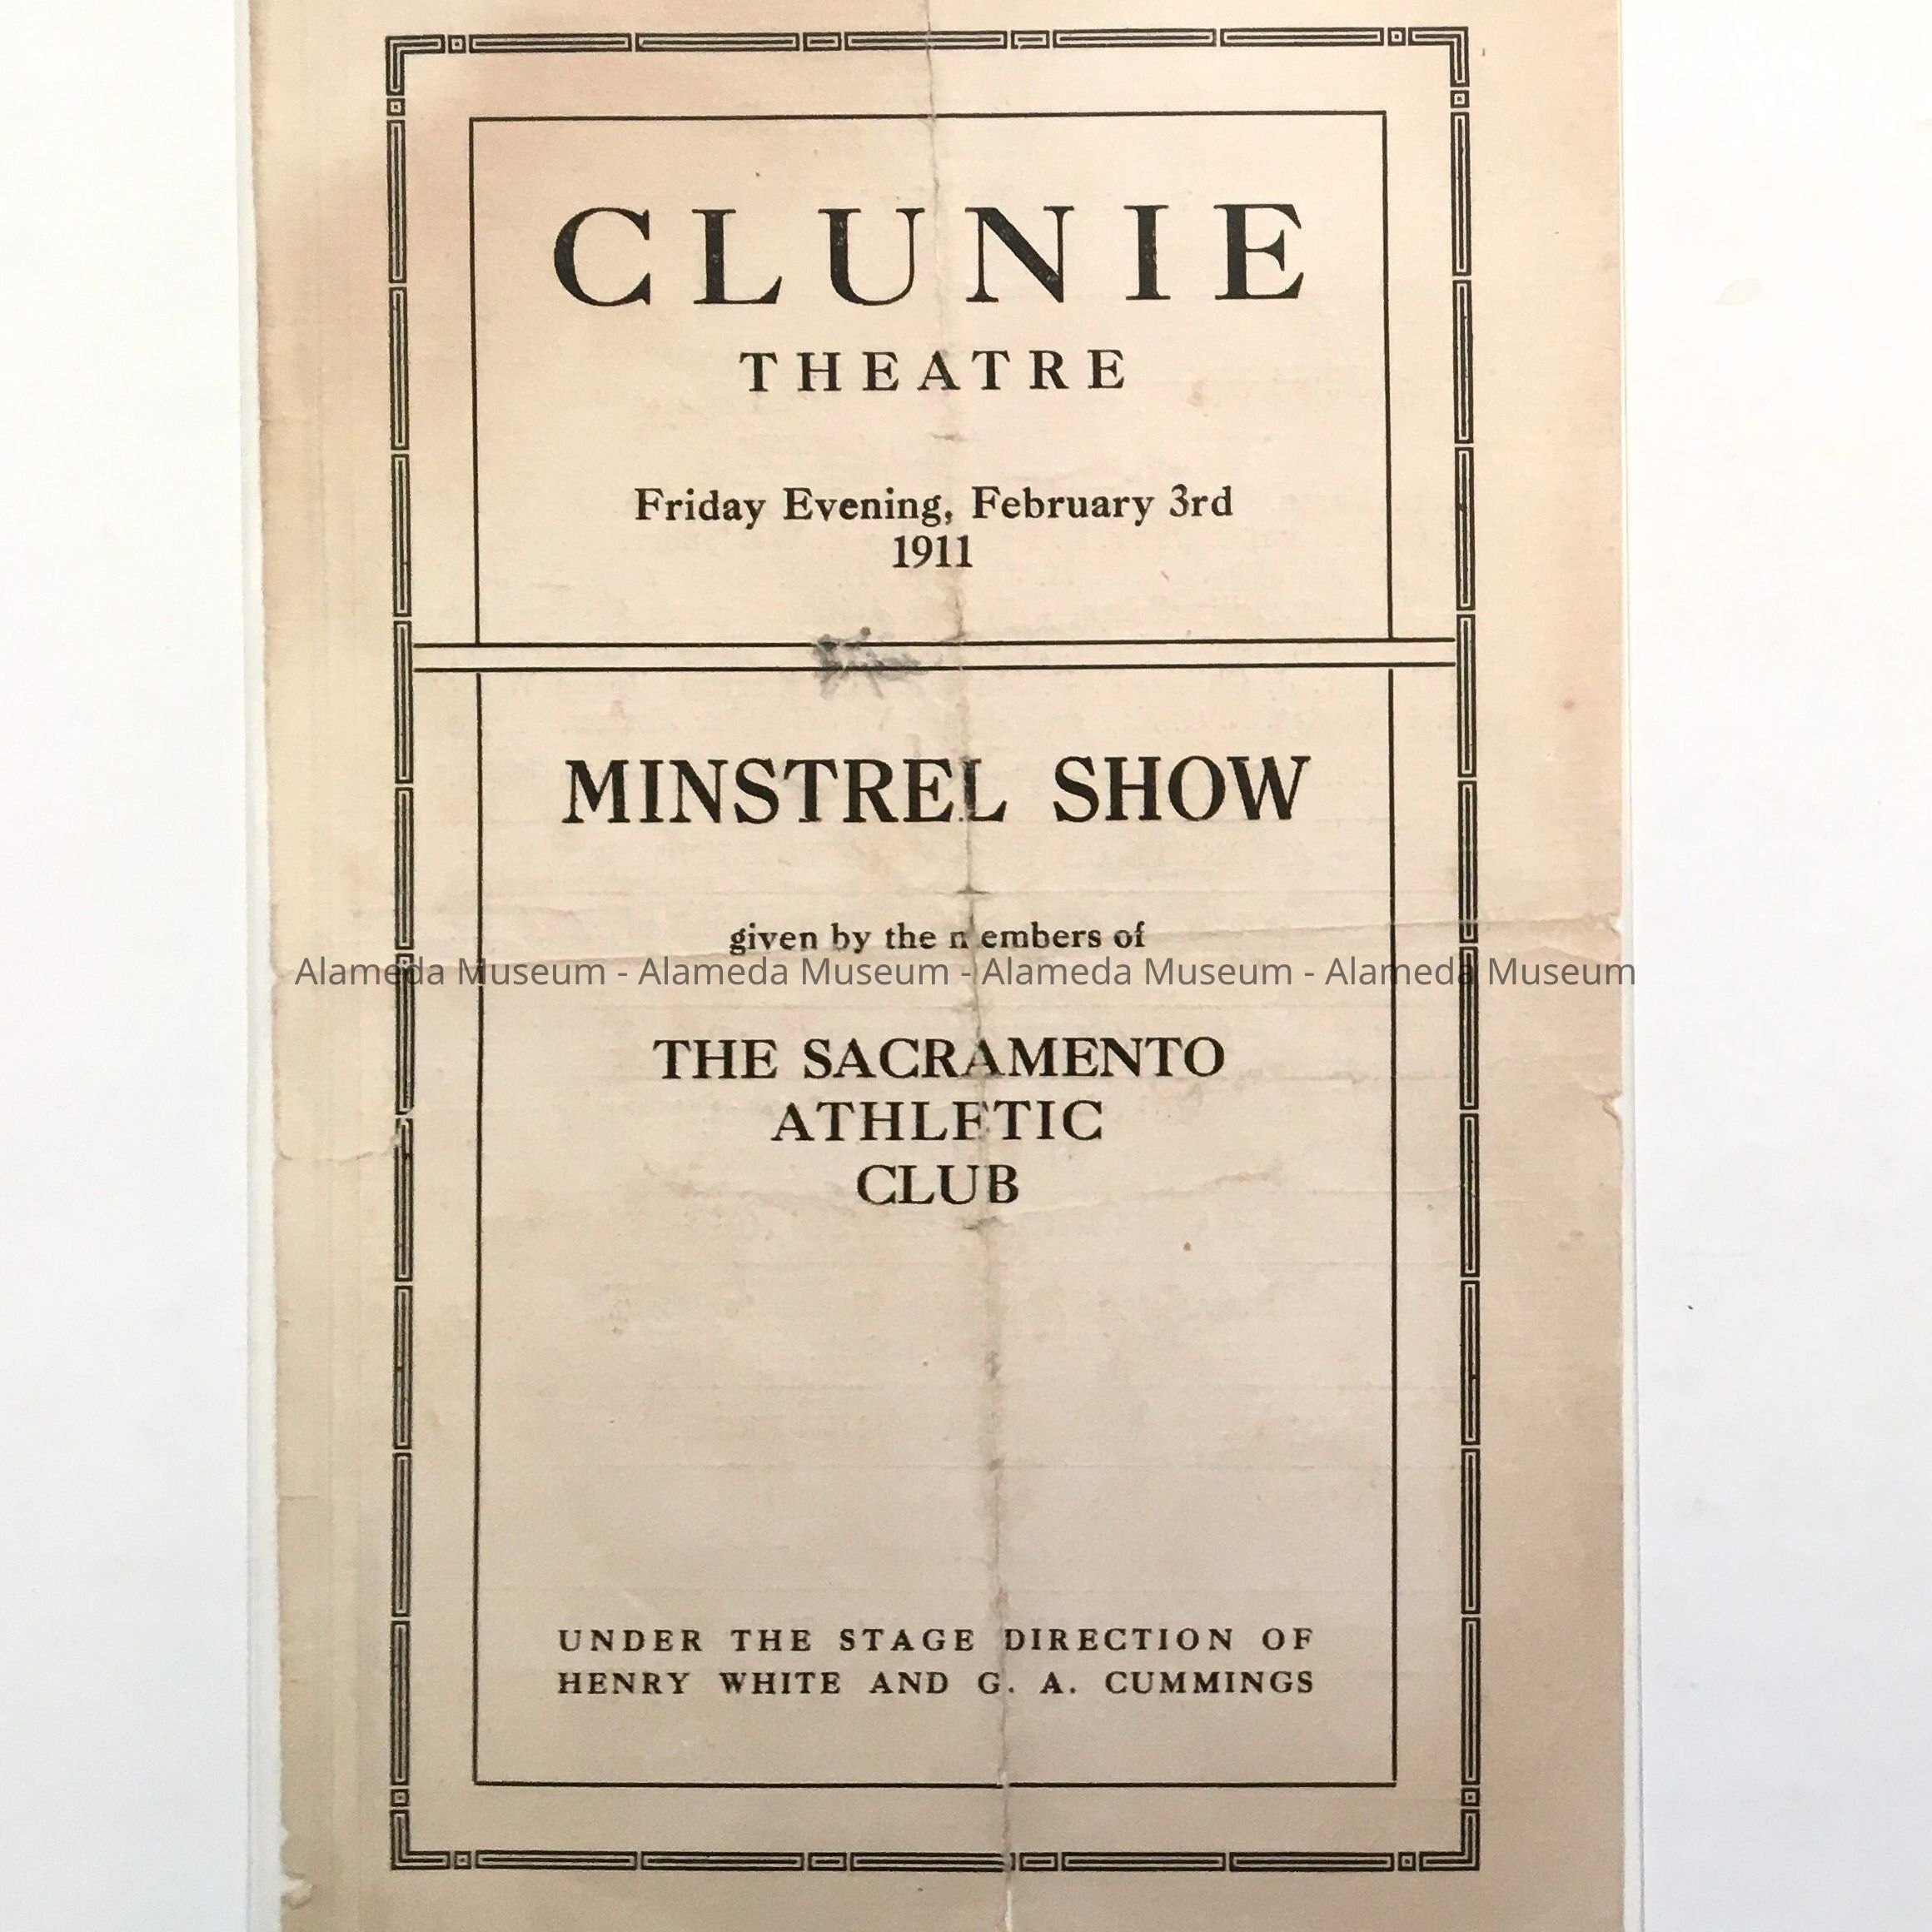 CLUNIE
THEATRE
Friday Evening, February 3rd
1911
MINSTREL SHOW
given by the members of
Alameda Museum - Alameda Museum - Alameda Museum - Alameda Museum
THE SACRAMENTO
ATHLETIC
CLUB
UNDER THE STAGE DIRECTION OF
HENRY WHITE AND G. A. CUMMINGS